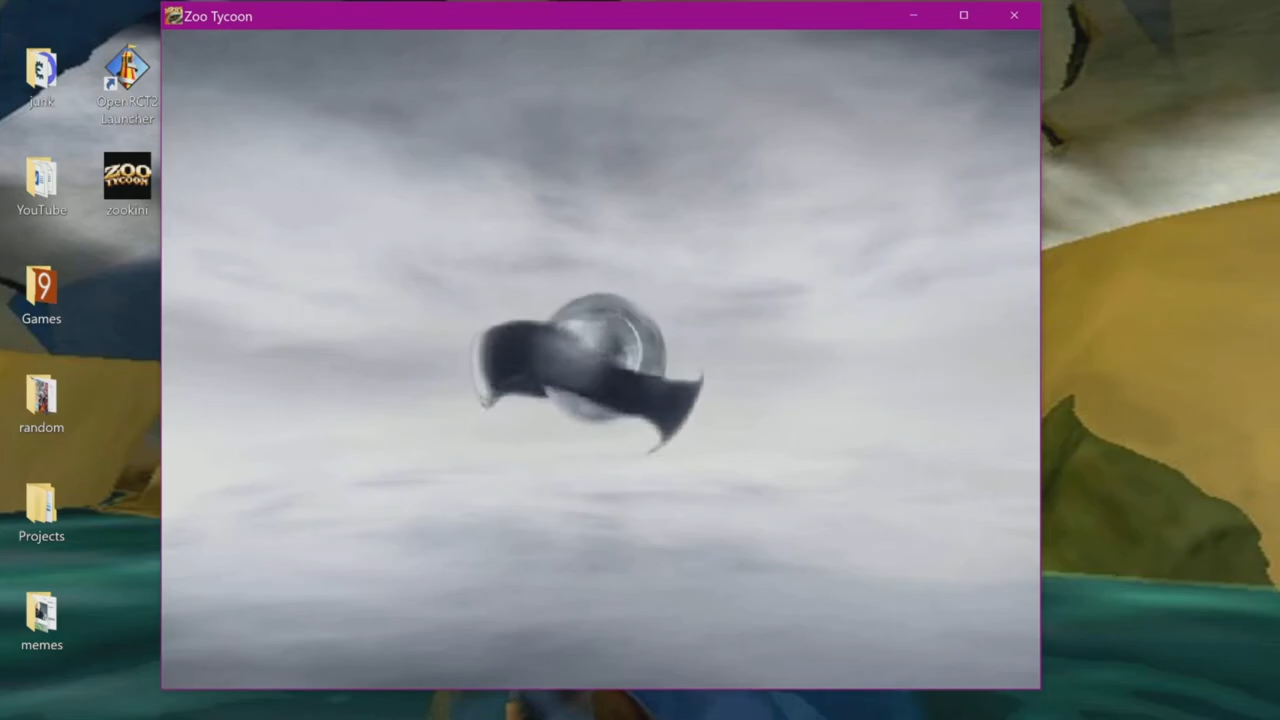 Zoo Tycoon
junk
OpenRCT2
Launcher
ZOO
TYCOON
YouTube
zookini
9
Games
random
Projects
memes